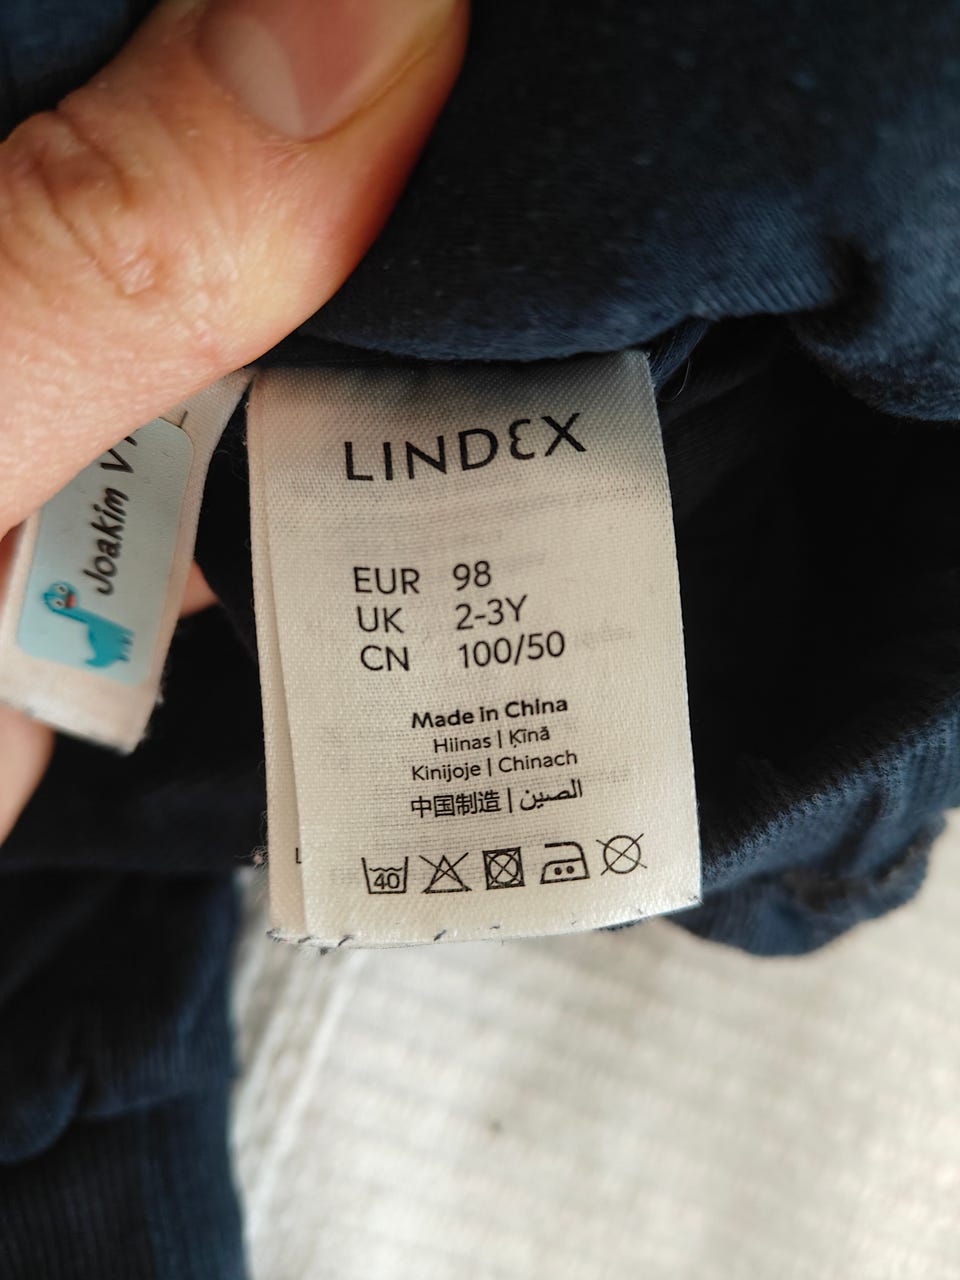 LINDEX
EUR 98
UK 2-3Y
CN 100/50
Made in China
Hiinas | Ķīnā
Kinijoje | Chinach
中国制造 | الصين
40
Joakim